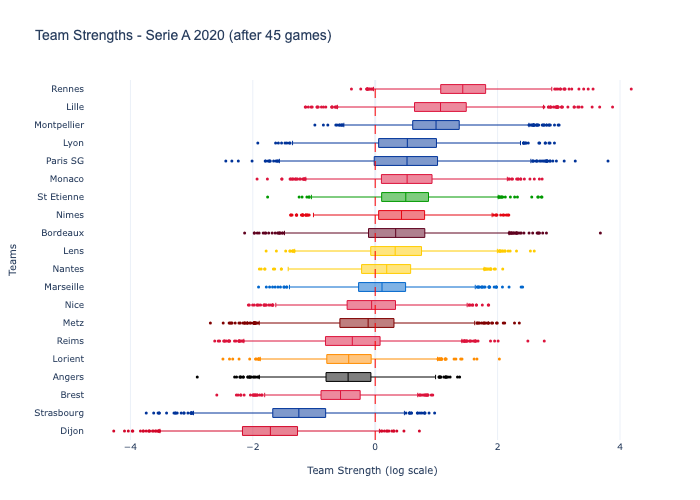 Team Strengths - Serie A 2020 (after 45 games)
Rennes
Lille
Montpellier
Lyon
Paris SG
Monaco
St Etienne
Nimes
Bordeaux
Lens
Nantes
Marseille
Nice
Metz
Reims
Lorient
Angers
Brest
Strasbourg
Dijon
Teams
−4 −2 0 2 4
Team Strength (log scale)